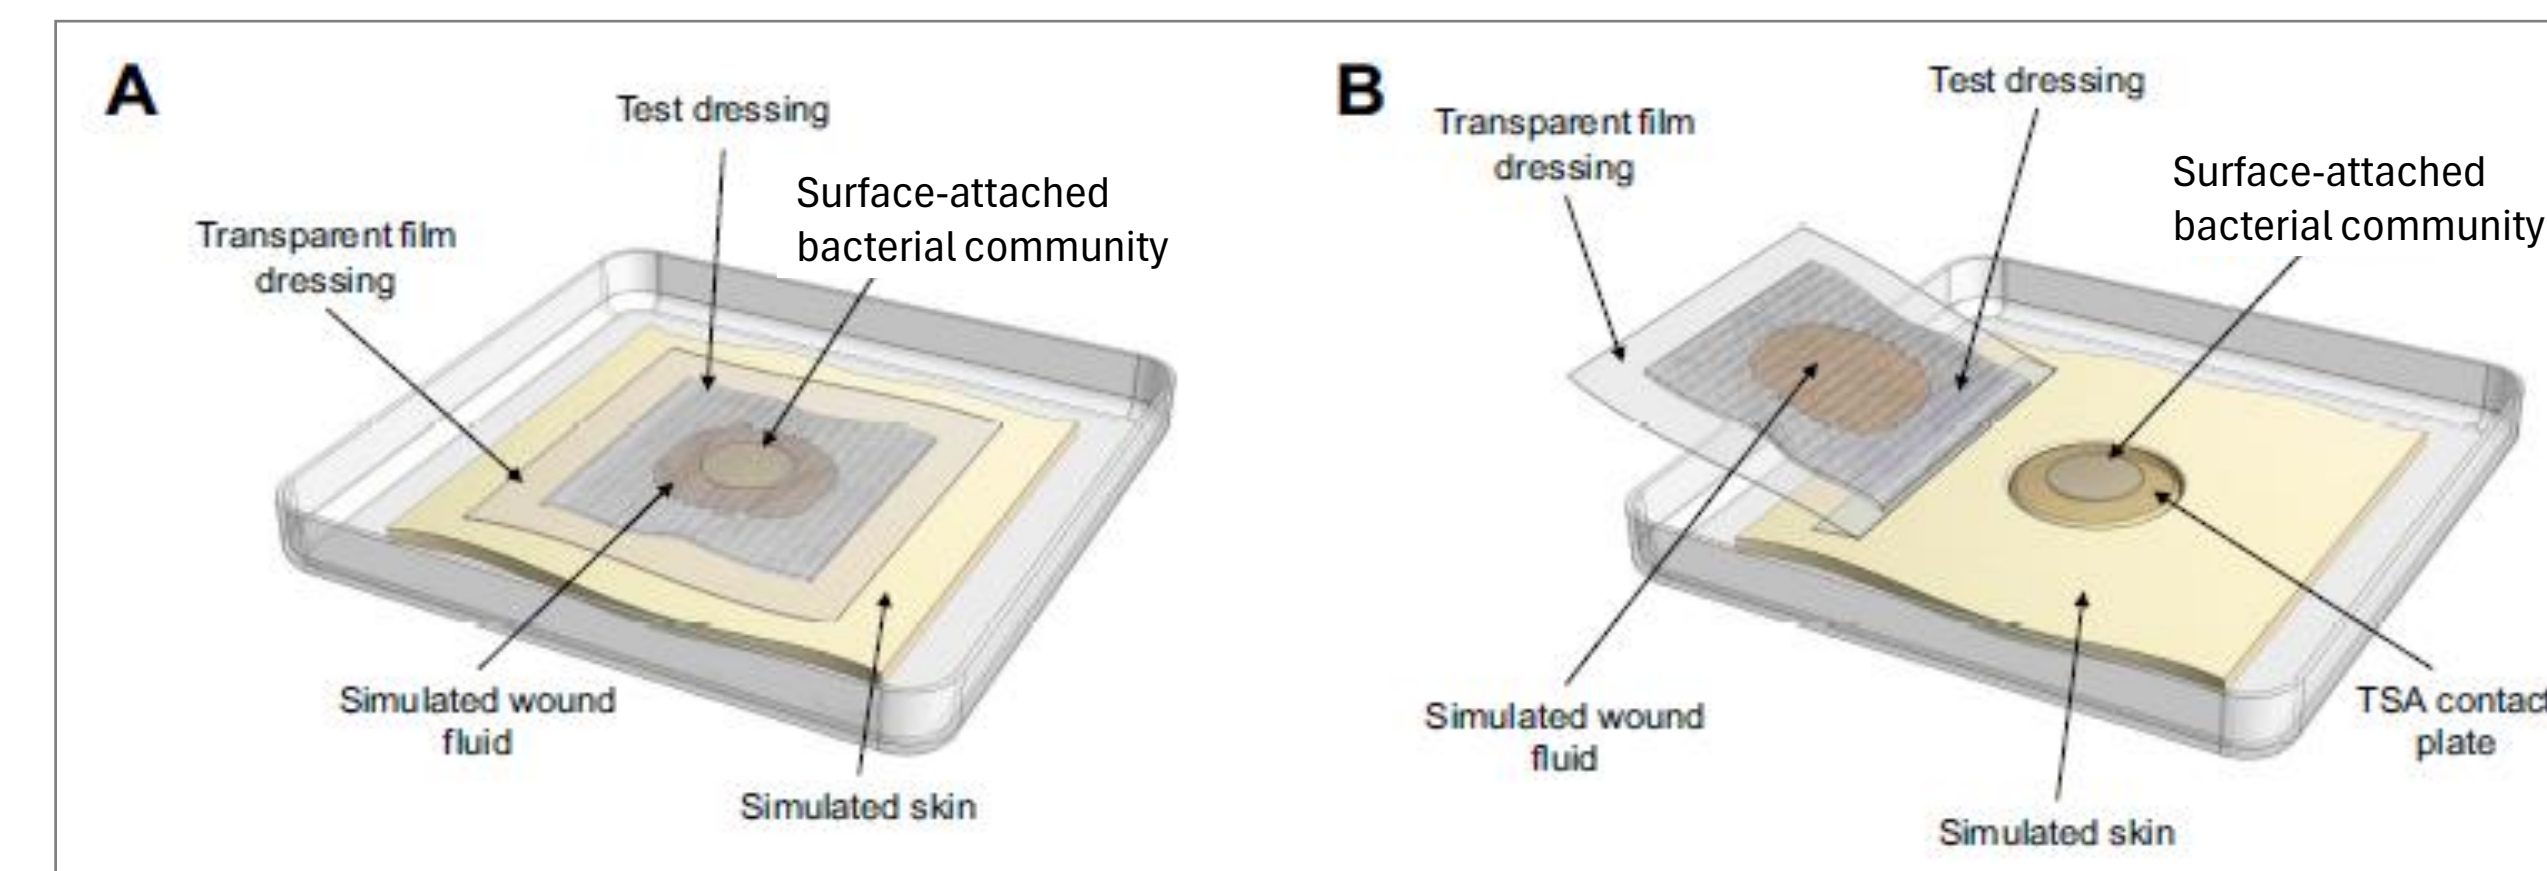 A
Test dressing
Surface-attached
bacterial community
Transparent film
dressing
Simulated wound
fluid
Simulated skin
B
Test dressing
Transparent film
dressing
Surface-attached
bacterial community
Simulated wound
fluid
TSA contact
plate
Simulated skin